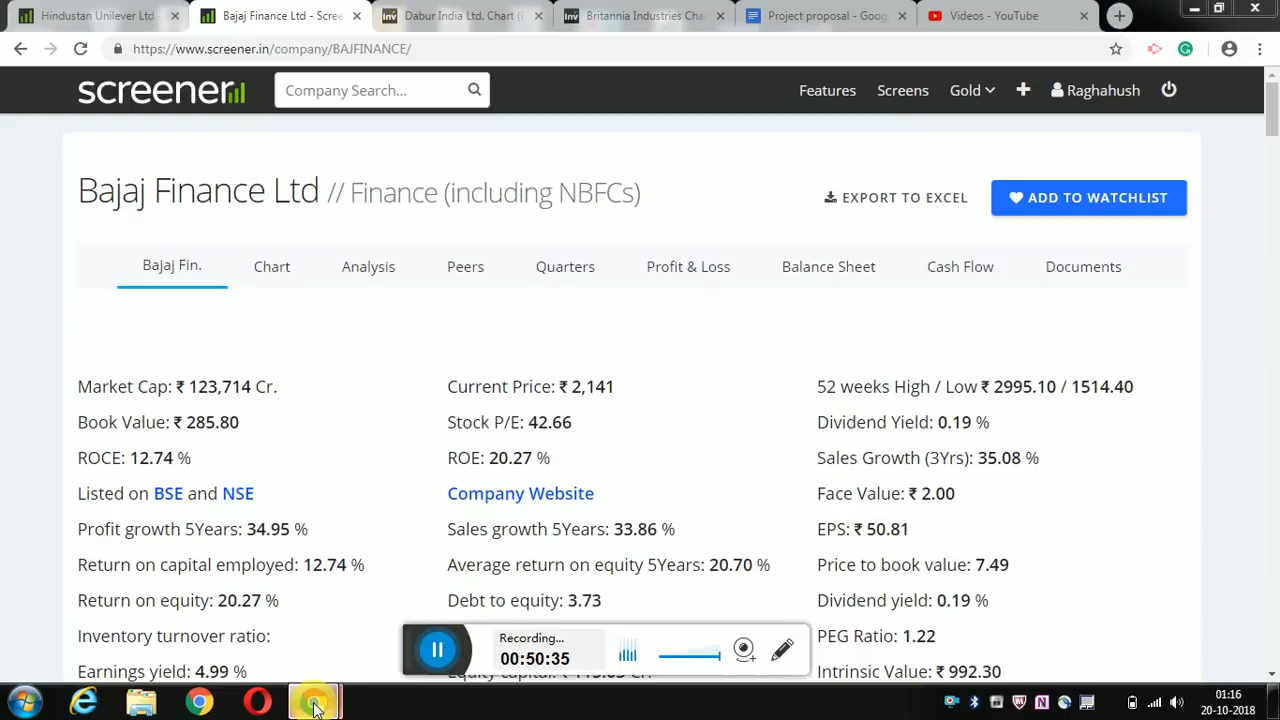 Hindustan Unilever Ltd
Bajaj Finance Ltd - Scree
Dabur India Ltd. Chart (
Britannia Industries Cha
Project proposal - Goog
Videos - YouTube
https://www.screener.in/company/BAJFINANCE/
screener
Company Search...
Features
Screens
Gold
Raghahush
Bajaj Finance Ltd // Finance (including NBFCs)
EXPORT TO EXCEL
ADD TO WATCHLIST
Bajaj Fin.
Chart
Analysis
Peers
Quarters
Profit & Loss
Balance Sheet
Cash Flow
Documents
Market Cap: ₹ 123,714 Cr.
Current Price: ₹ 2,141
52 weeks High / Low ₹ 2995.10 / 1514.40
Book Value: ₹ 285.80
Stock P/E: 42.66
Dividend Yield: 0.19 %
ROCE: 12.74 %
ROE: 20.27 %
Sales Growth (3Yrs): 35.08 %
Listed on BSE and NSE
Company Website
Face Value: ₹ 2.00
Profit growth 5Years: 34.95 %
Sales growth 5Years: 33.86 %
EPS: ₹ 50.81
Return on capital employed: 12.74 %
Average return on equity 5Years: 20.70 %
Price to book value: 7.49
Return on equity: 20.27 %
Debt to equity: 3.73
Dividend yield: 0.19 %
Inventory turnover ratio:
Recording...
00:50:35
PEG Ratio: 1.22
Earnings yield: 4.99 %
Intrinsic Value: ₹ 992.30
01:16
20-10-2018